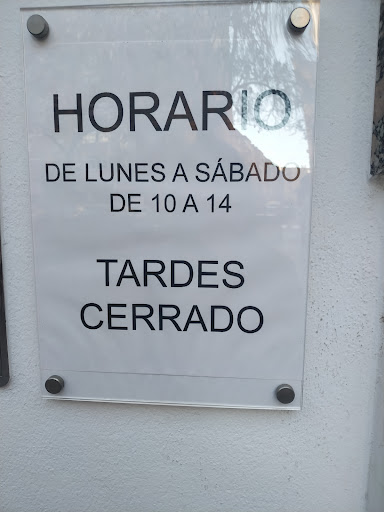 HORARIO
DE LUNES A SÁBADO
DE 10 A 14
TARDES
CERRADO